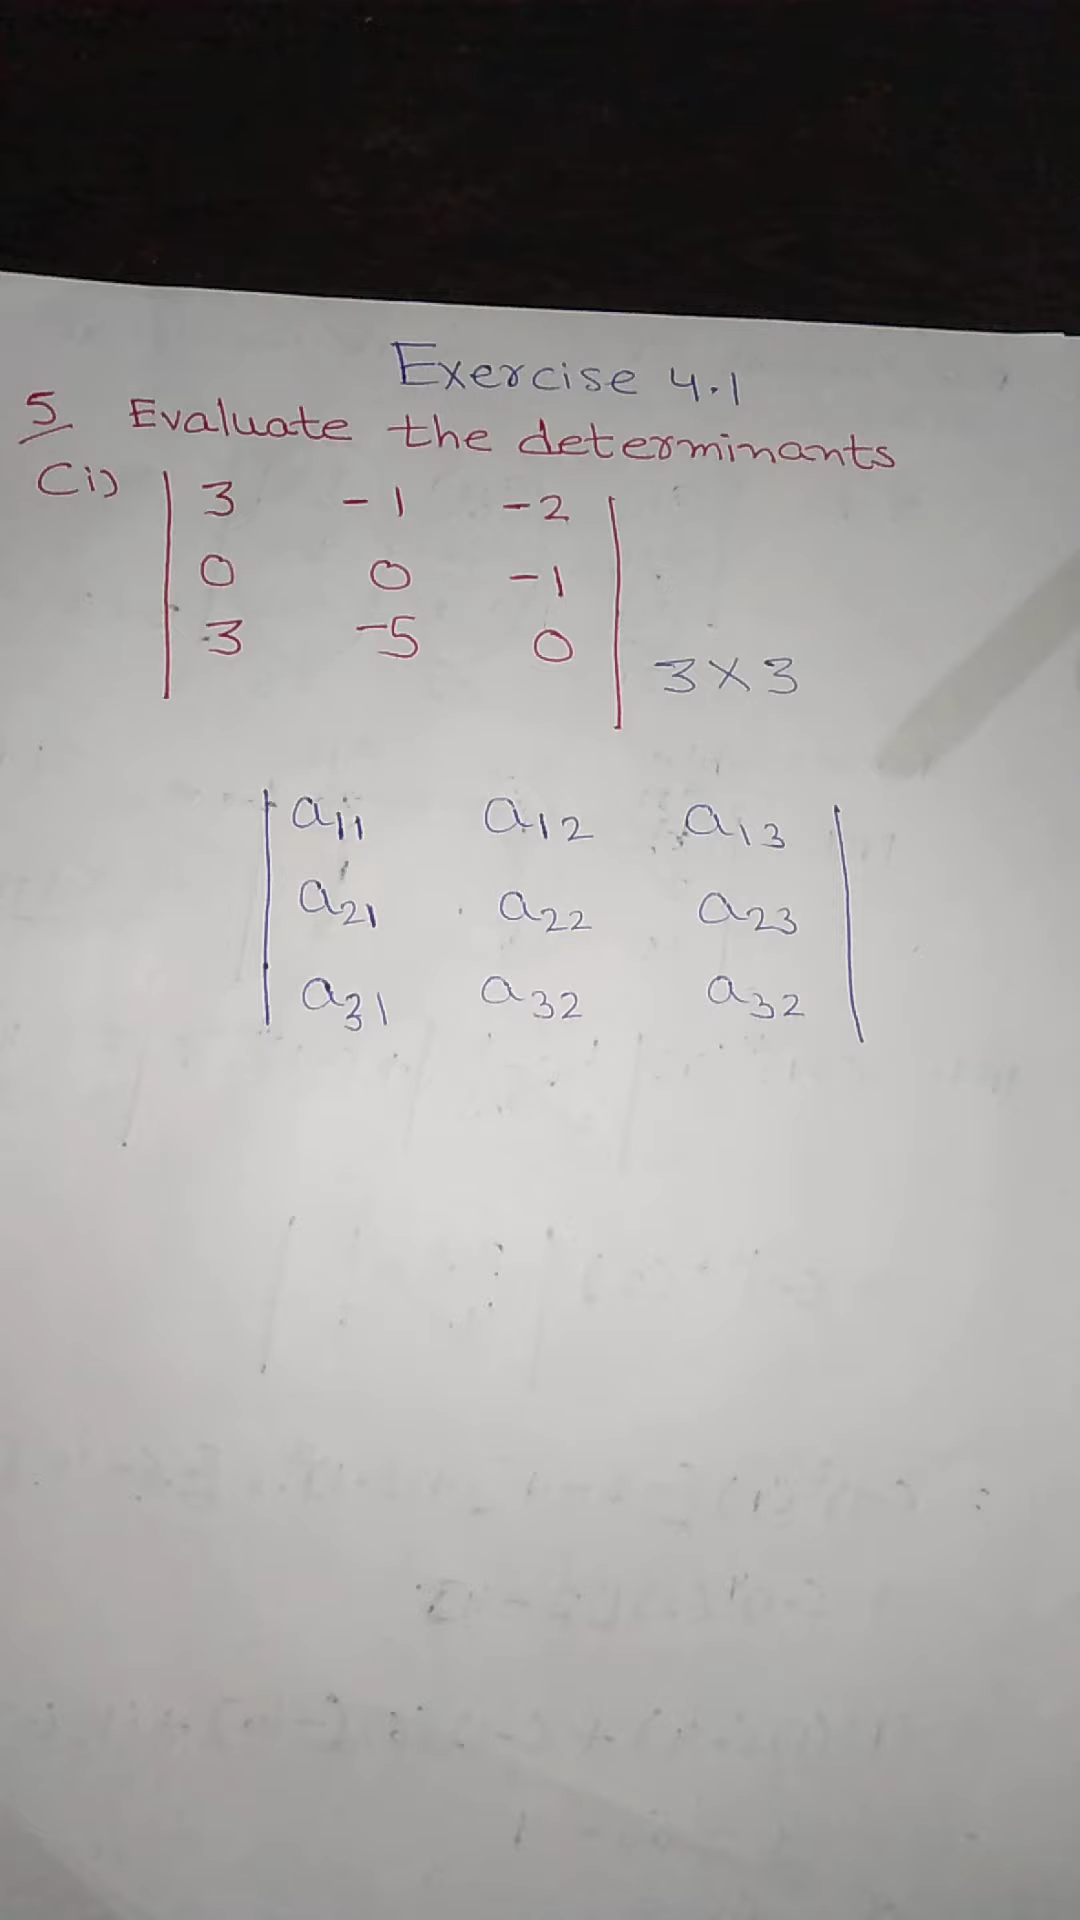 Exercise 4.1
5 Evaluate the determinants
(i) | 3 -1 -2 |
0 0 -1
3 -5 0
3×3
| a11 a12 a13 |
a21 a22 a23
a31 a32 a32